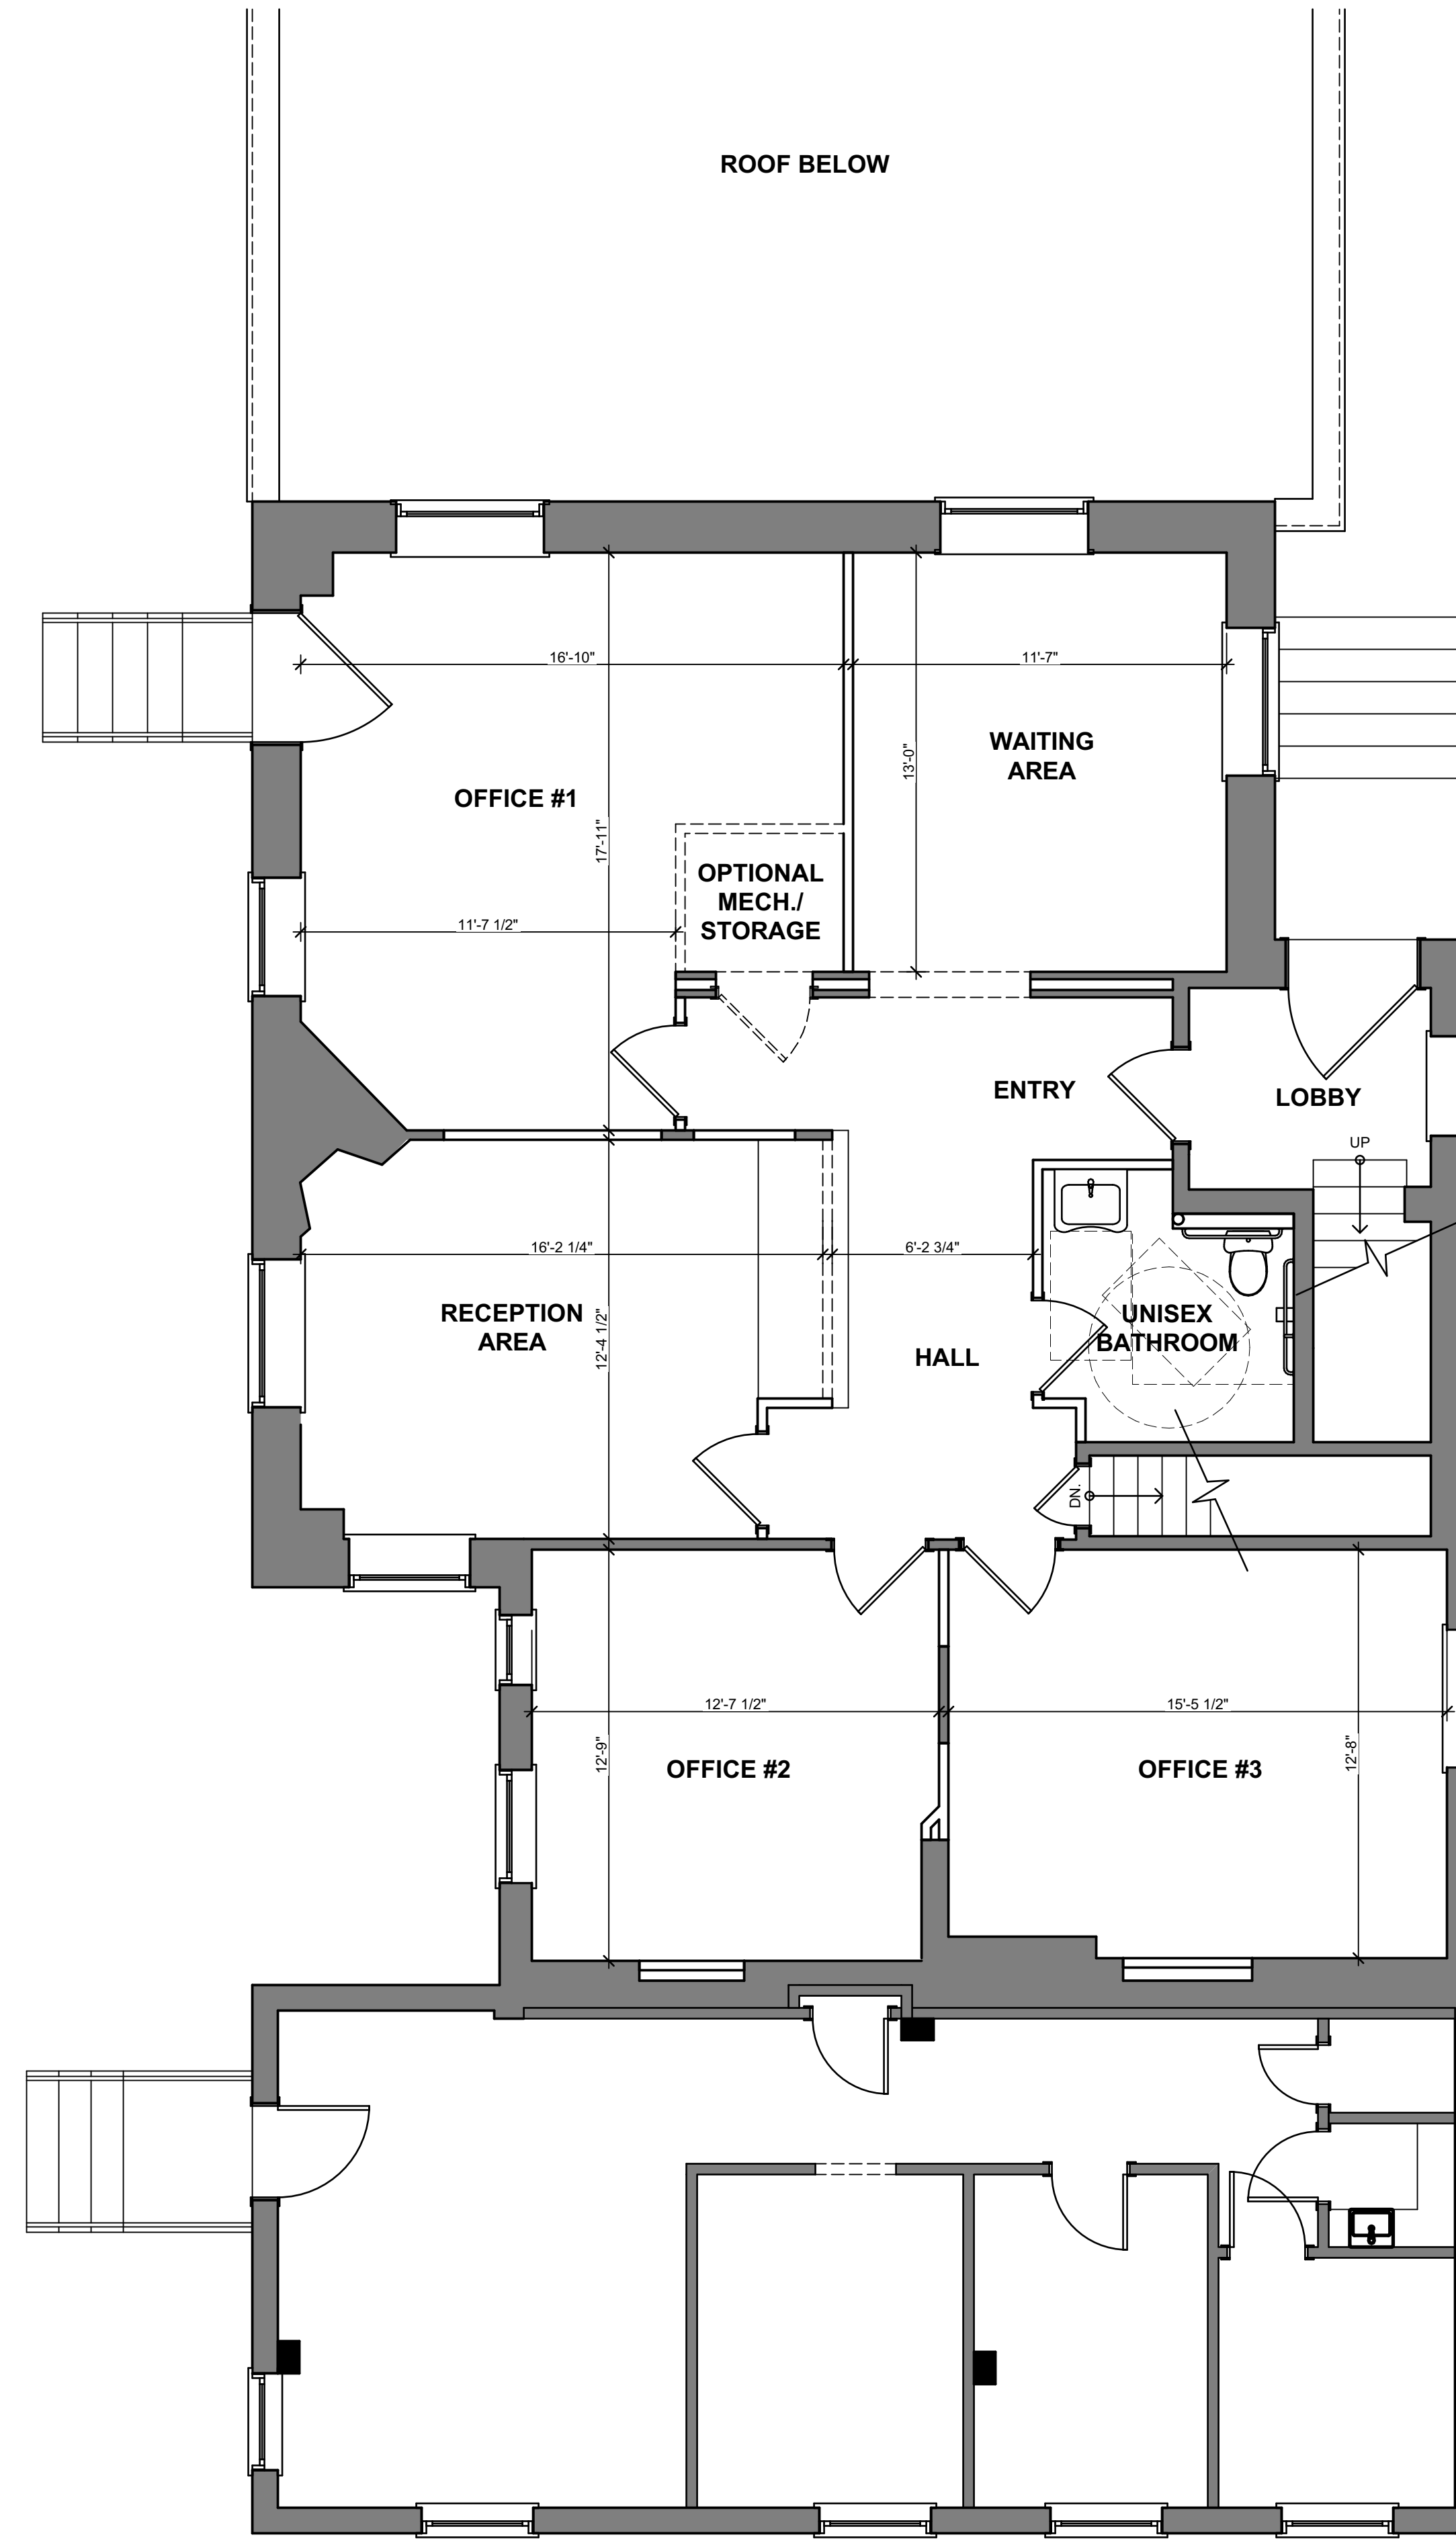 ROOF BELOW
16'-10"
11'-7"
WAITING
AREA
13'-0"
OFFICE #1
17'-11"
OPTIONAL
MECH./
STORAGE
11'-7 1/2"
ENTRY
LOBBY
UP
16'-2 1/4"
6'-2 3/4"
RECEPTION
AREA
12'-4 1/2"
UNISEX
BATHROOM
HALL
DN.
12'-7 1/2"
15'-5 1/2"
12'-9"
OFFICE #2
OFFICE #3
12'-8"